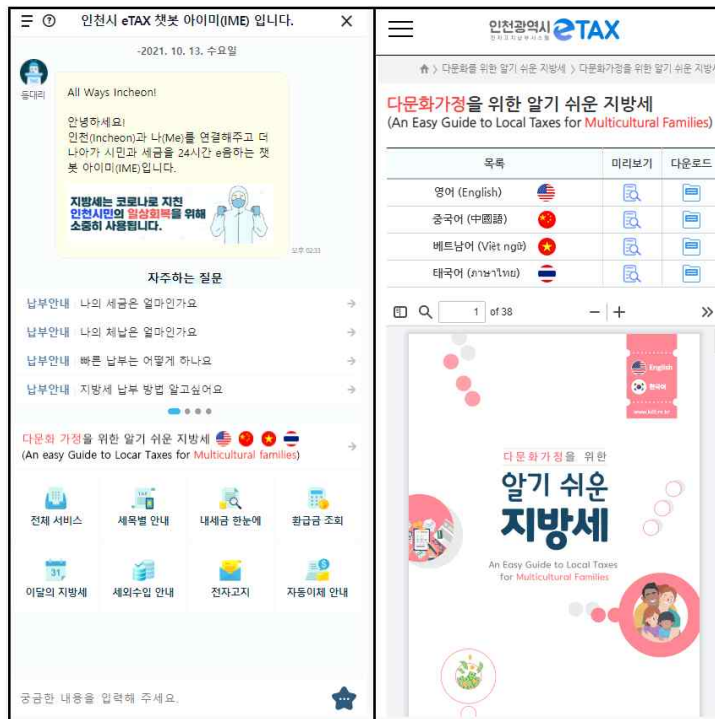 인천시 eTAX 챗봇 아이미(IME) 입니다.
-2021. 10. 13. 수요일
등대리
All Ways Incheon!
안녕하세요!
인천(Incheon)과 나(Me)를 연결해주고 더
나아가 시민과 세금을 24시간 e음하는 챗
봇 아이미(IME)입니다.
지방세는 코로나로 지친
인천시민의 일상회복을 위해
소중히 사용됩니다.
자주하는 질문
납부안내 나의 세금은 얼마인가요
납부안내 나의 체납은 얼마인가요
납부안내 빠른 납부는 어떻게 하나요
납부안내 지방세 납부 방법 알고싶어요
다문화 가정을 위한 알기 쉬운 지방세
(An easy Guide to Locar Taxes for Multicultural families)
전체 서비스 세목별 안내 내세금 한눈에 환급금 조회
31
이달의 지방세 세외수입 안내 전자고지 자동이체 안내
궁금한 내용을 입력해 주세요.
인천광역시 eTAX
전자고지납부시스템
다문화를 위한 알기 쉬운 지방세 > 다문화가정을 위한 알기 쉬운 지방세
다문화가정을 위한 알기 쉬운 지방세
(An Easy Guide to Local Taxes for Multicultural Families)
목록 미리보기 다운로드
영어 (English)
중국어 (中國語)
베트남어 (Việt ngữ)
태국어 (ภาษาไทย)
1 of 38
English
한국어
다문화가정을 위한
알기 쉬운
지방세
An Easy Guide to Local Taxes
for Multicultural Families